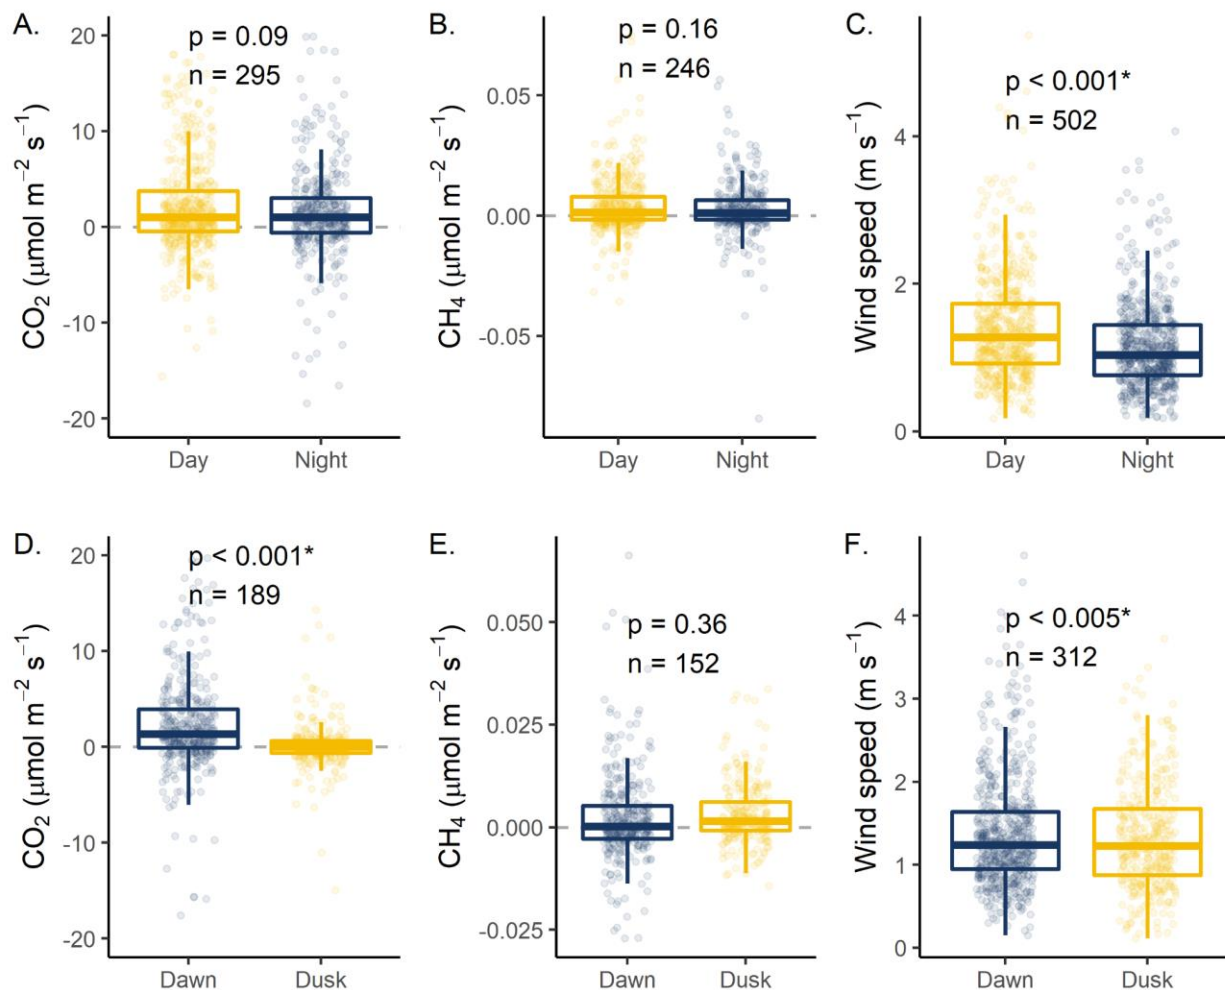 A.
CO₂ (μmol m⁻² s⁻¹)
20
10
0
-10
-20
p = 0.09
n = 295
Day
Night
B.
CH₄ (μmol m⁻² s⁻¹)
0.05
0.00
-0.05
p = 0.16
n = 246
Day
Night
C.
Wind speed (m s⁻¹)
4
2
0
p < 0.001*
n = 502
Day
Night
D.
CO₂ (μmol m⁻² s⁻¹)
20
10
0
-10
-20
p < 0.001*
n = 189
Dawn
Dusk
E.
CH₄ (μmol m⁻² s⁻¹)
0.050
0.025
0.000
-0.025
p = 0.36
n = 152
Dawn
Dusk
F.
Wind speed (m s⁻¹)
4
3
2
1
0
p < 0.005*
n = 312
Dawn
Dusk